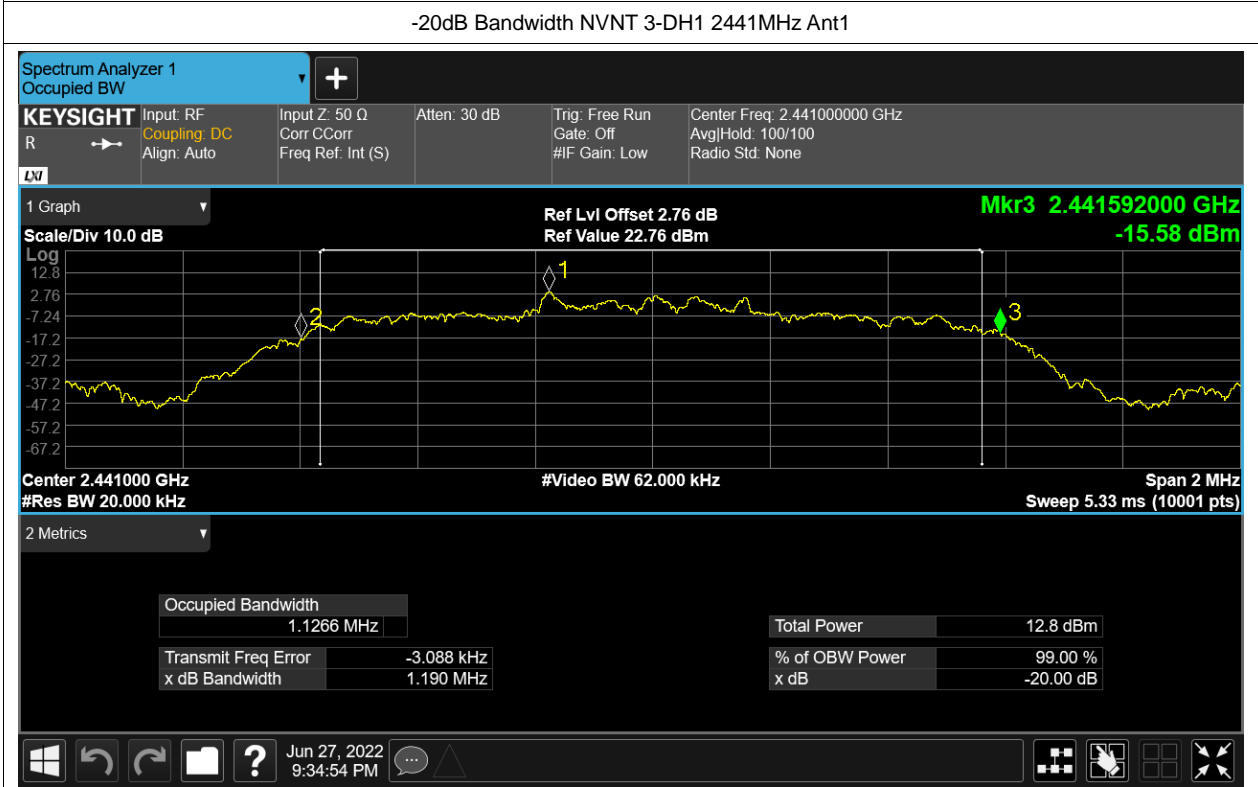 -20dB Bandwidth NVNT 3-DH1 2441MHz Ant1
Spectrum Analyzer 1
Occupied BW
▼
+
KEYSIGHT
R
LXI
Input: RF
Coupling: DC
Align: Auto
Input Z: 50 Ω
Corr CCorr
Freq Ref: Int (S)
Atten: 30 dB
Trig: Free Run
Gate: Off
#IF Gain: Low
Center Freq: 2.441000000 GHz
Avg|Hold: 100/100
Radio Std: None
1 Graph ▼
Scale/Div 10.0 dB
Ref Lvl Offset 2.76 dB
Ref Value 22.76 dBm
Mkr3 2.441592000 GHz
-15.58 dBm
Log
12.8
2.76
-7.24
-17.2
-27.2
-37.2
-47.2
-57.2
-67.2
1
2
3
Center 2.441000 GHz
#Res BW 20.000 kHz
#Video BW 62.000 kHz
Span 2 MHz
Sweep 5.33 ms (10001 pts)
2 Metrics ▼
Occupied Bandwidth
1.1266 MHz
Transmit Freq Error -3.088 kHz
x dB Bandwidth 1.190 MHz
Total Power 12.8 dBm
% of OBW Power 99.00 %
x dB -20.00 dB
?
Jun 27, 2022
9:34:54 PM